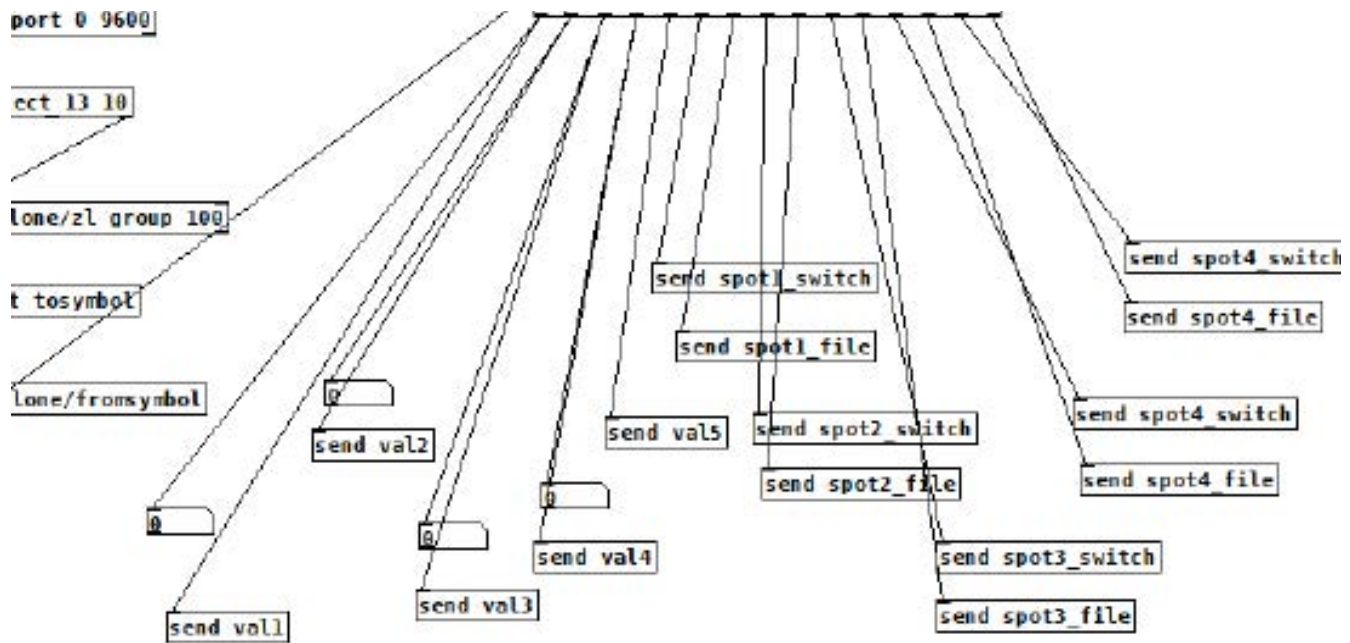 port 0 9600
ect 13 10
lone/zl group 100
t tosymbol
lone/fromsymbol
send spot4_switch
send spot1_switch
send spot4_file
send spot1_file
0
send val2
send val5
send spot2_switch
send spot4_switch
send spot2_file
send spot4_file
0
0
0
send val4
send spot3_switch
send val3
send spot3_file
send val1